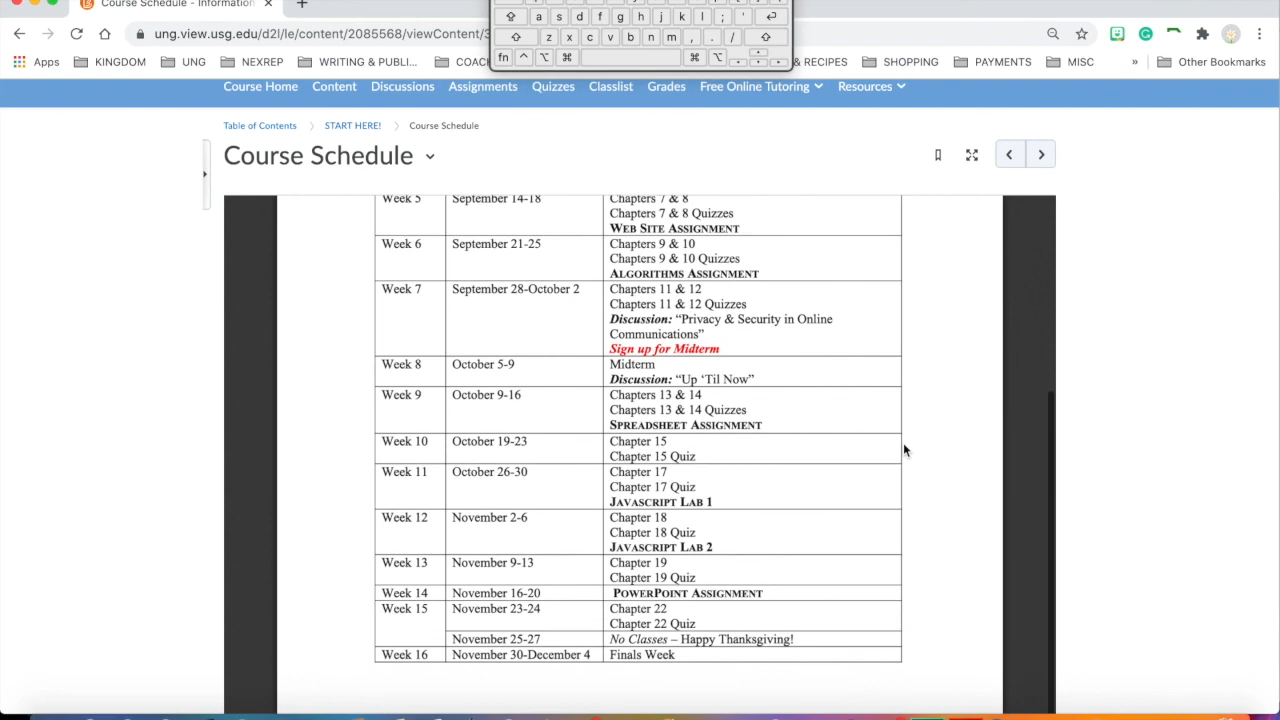 Course Schedule - Information
ung.view.usg.edu/d2l/le/content/2085568/viewContent/3
a s d f g h j k l ; '
z x c v b n m , . /
fn
Apps KINGDOM UNG NEXREP WRITING & PUBLI... COAC & RECIPES SHOPPING PAYMENTS MISC » Other Bookmarks
Course Home Content Discussions Assignments Quizzes Classlist Grades Free Online Tutoring Resources
Table of Contents START HERE! Course Schedule
Course Schedule
Week 5 September 14-18 Chapters 7 & 8
Chapters 7 & 8 Quizzes
WEB SITE ASSIGNMENT
Week 6 September 21-25 Chapters 9 & 10
Chapters 9 & 10 Quizzes
ALGORITHMS ASSIGNMENT
Week 7 September 28-October 2 Chapters 11 & 12
Chapters 11 & 12 Quizzes
Discussion: “Privacy & Security in Online
Communications”
Sign up for Midterm
Week 8 October 5-9 Midterm
Discussion: “Up ‘Til Now”
Week 9 October 9-16 Chapters 13 & 14
Chapters 13 & 14 Quizzes
SPREADSHEET ASSIGNMENT
Week 10 October 19-23 Chapter 15
Chapter 15 Quiz
Week 11 October 26-30 Chapter 17
Chapter 17 Quiz
JAVASCRIPT LAB 1
Week 12 November 2-6 Chapter 18
Chapter 18 Quiz
JAVASCRIPT LAB 2
Week 13 November 9-13 Chapter 19
Chapter 19 Quiz
Week 14 November 16-20 POWERPOINT ASSIGNMENT
Week 15 November 23-24 Chapter 22
Chapter 22 Quiz
November 25-27 No Classes – Happy Thanksgiving!
Week 16 November 30-December 4 Finals Week